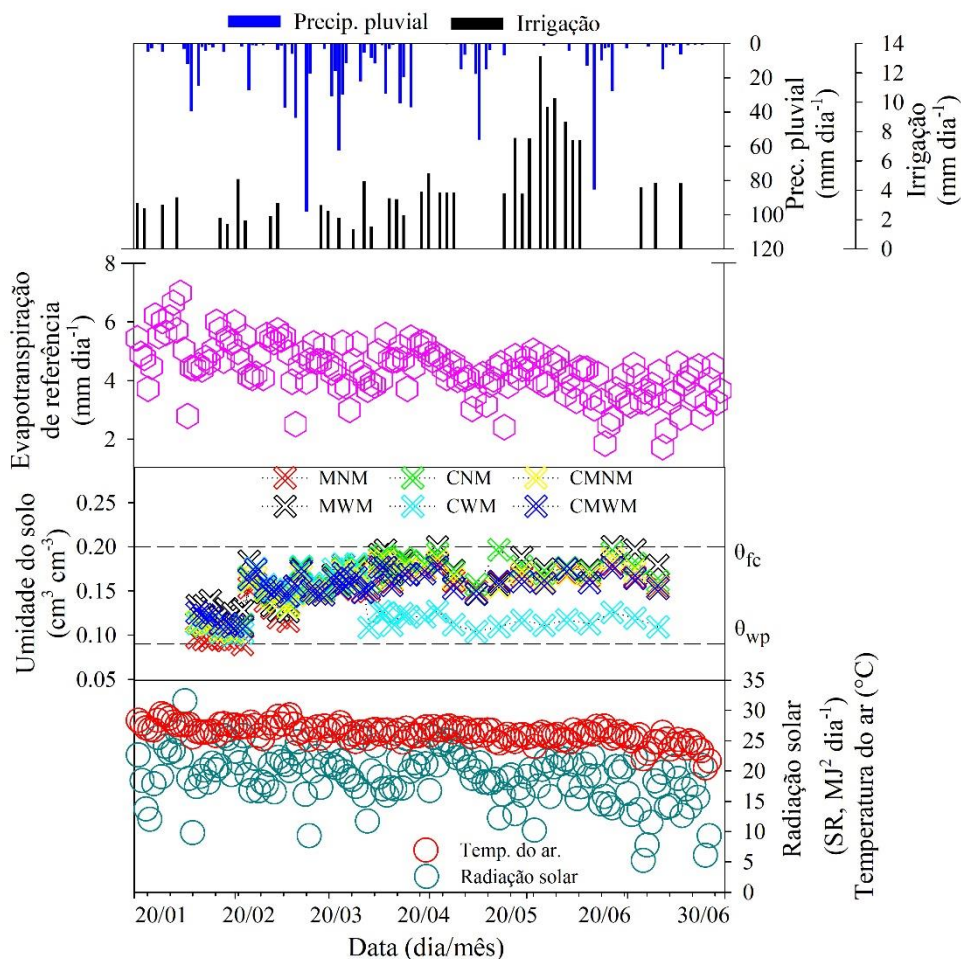 Precip. pluvial Irrigação
0 14
20 12
40 10
60 8
80 6
100 4
120 2
0
Prec. pluvial
(mm dia-1)
Irrigação
(mm dia-1)
8
6
4
2
Evapotranspiração
de referência
(mm dia-1)
MNM CNM CMNM
MWM CWM CMWM
0.25
0.20
0.15
0.10
0.05
Umidade do solo
(cm3 cm-3)
θfc
θwp
35
30
25
20
15
10
5
0
Radiação solar
(SR, MJ2 dia-1)
Temperatura do ar (°C)
Temp. do ar.
Radiação solar
20/01 20/02 20/03 20/04 20/05 20/06 30/06
Data (dia/mês)